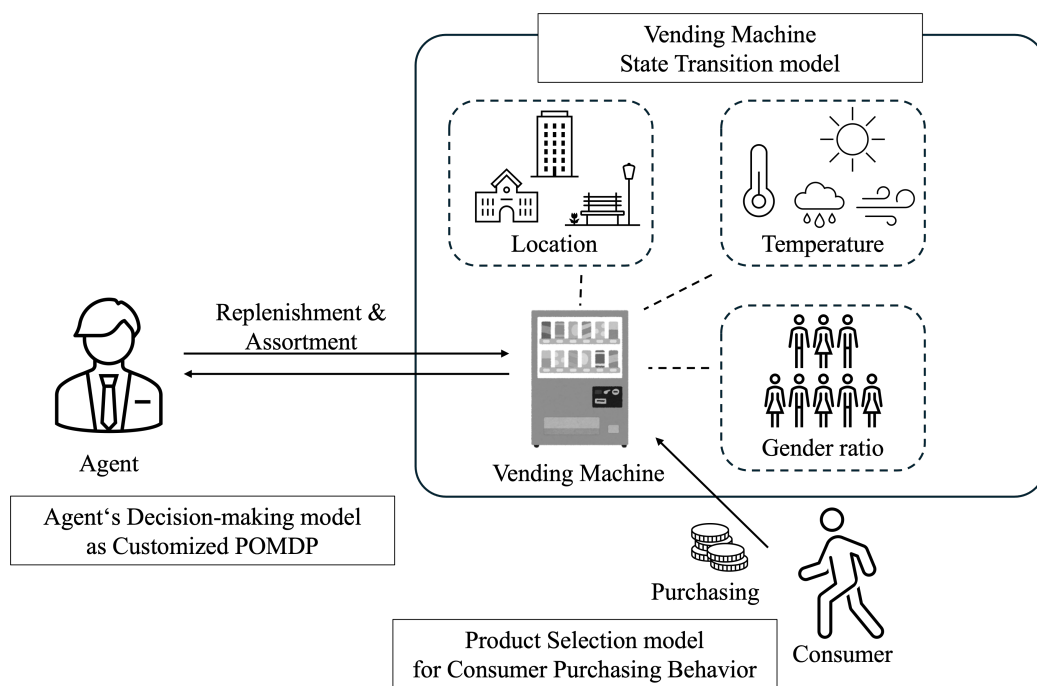 Vending Machine
State Transition model
Location
Temperature
Replenishment &
Assortment
Agent
Vending Machine
Gender ratio
Agent‘s Decision-making model
as Customized POMDP
Purchasing
Product Selection model
for Consumer Purchasing Behavior
Consumer